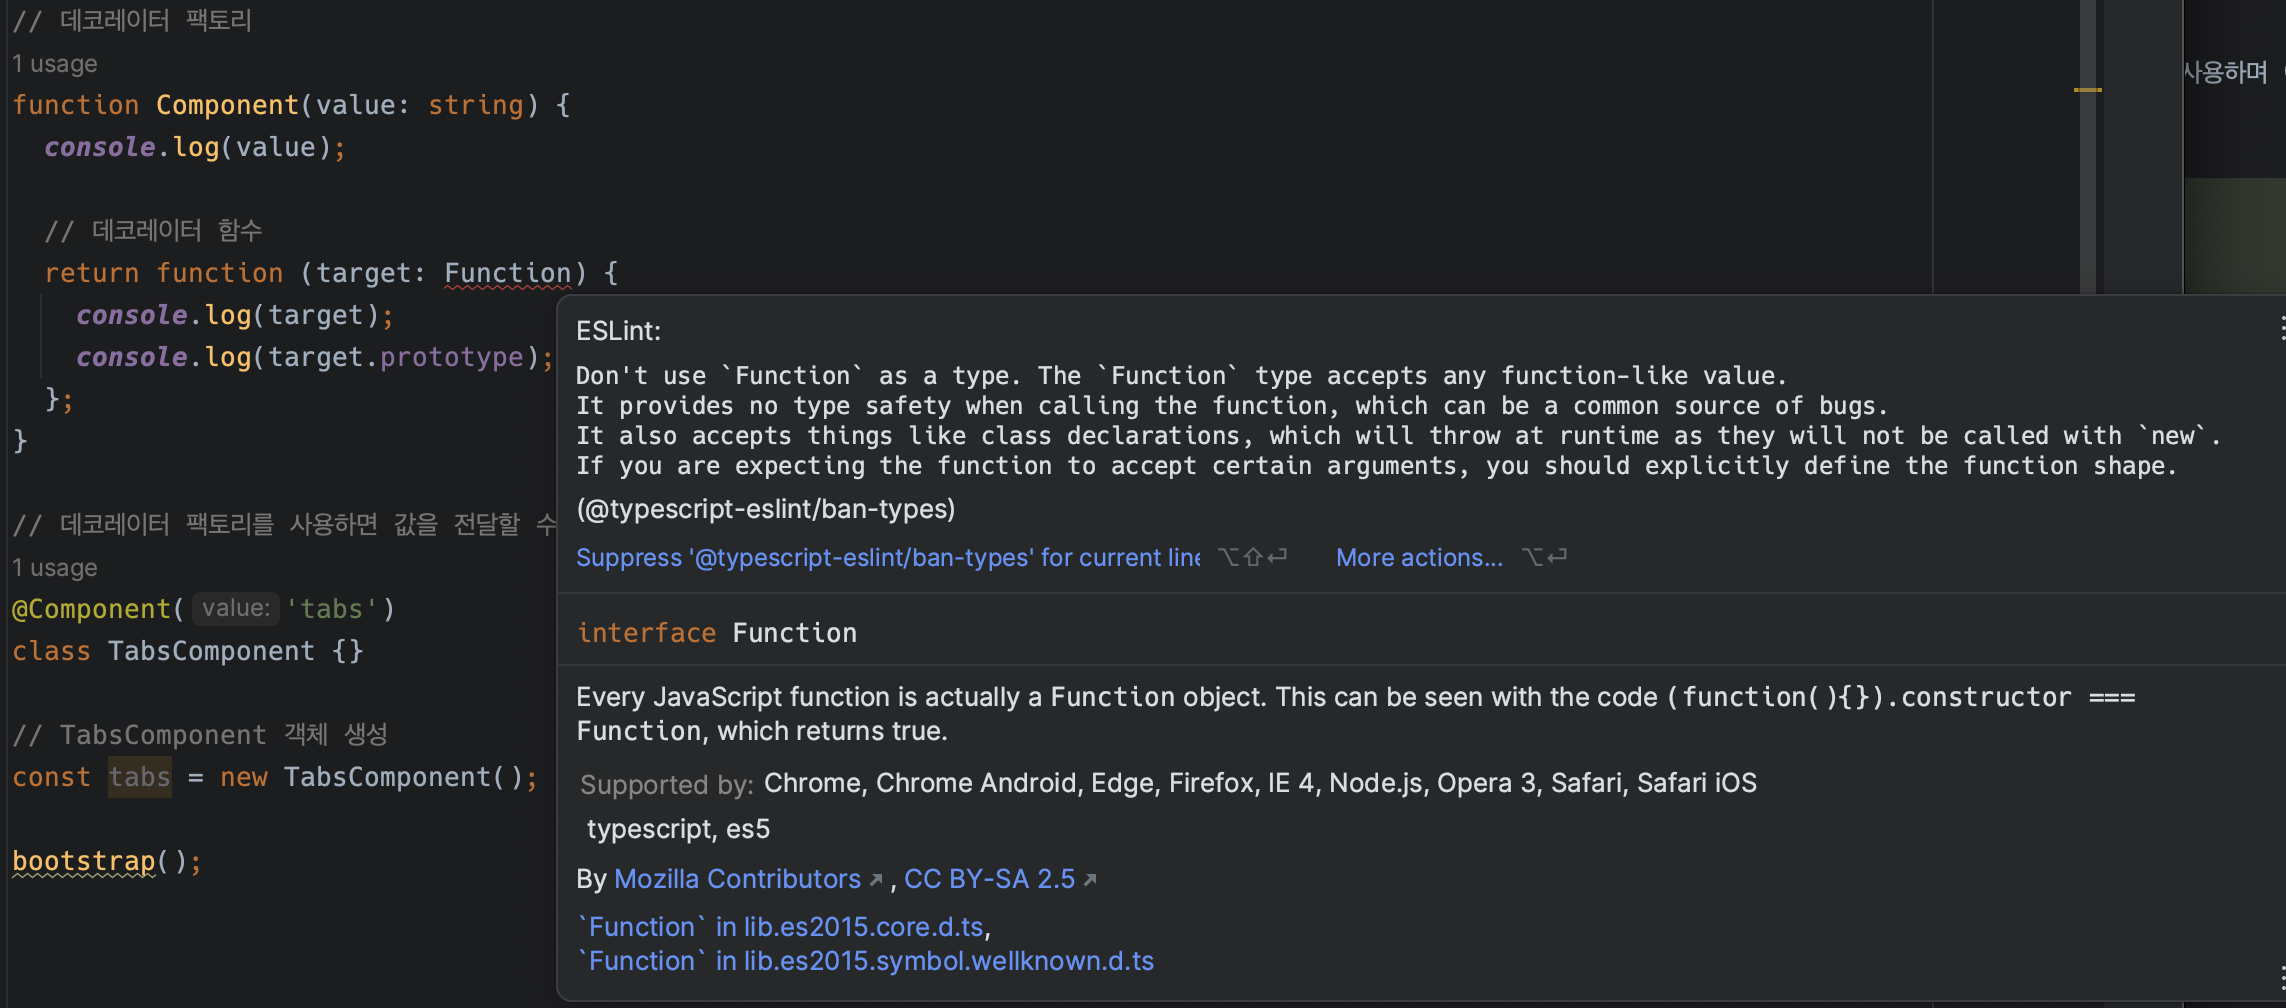 // 데코레이터 팩토리
1 usage
function Component(value: string) {
console.log(value);
// 데코레이터 함수
return function (target: Function) {
console.log(target);
console.log(target.prototype);
};
}
// 데코레이터 팩토리를 사용하면 값을 전달할 수
1 usage
@Component( value: 'tabs')
class TabsComponent {}
// TabsComponent 객체 생성
const tabs = new TabsComponent();
bootstrap();
사용하며
ESLint:
Don't use `Function` as a type. The `Function` type accepts any function-like value.
It provides no type safety when calling the function, which can be a common source of bugs.
It also accepts things like class declarations, which will throw at runtime as they will not be called with `new`.
If you are expecting the function to accept certain arguments, you should explicitly define the function shape.
(@typescript-eslint/ban-types)
Suppress '@typescript-eslint/ban-types' for current line ⌥⇧⏎ More actions... ⌥⏎
interface Function
Every JavaScript function is actually a Function object. This can be seen with the code (function(){}).constructor ===
Function, which returns true.
Supported by: Chrome, Chrome Android, Edge, Firefox, IE 4, Node.js, Opera 3, Safari, Safari iOS
typescript, es5
By Mozilla Contributors ↗ , CC BY-SA 2.5 ↗
`Function` in lib.es2015.core.d.ts,
`Function` in lib.es2015.symbol.wellknown.d.ts